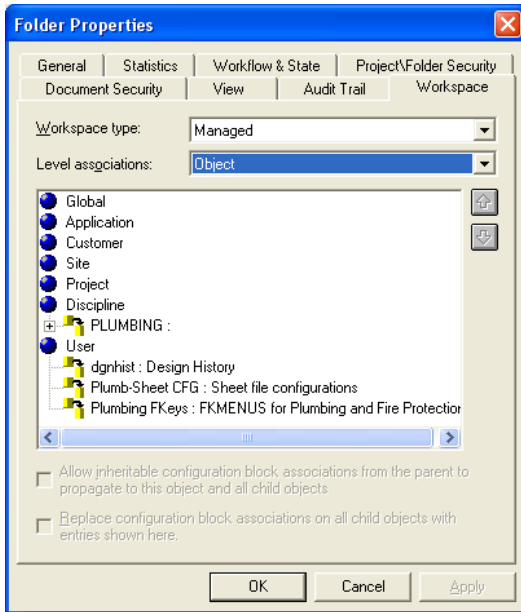 Folder Properties
General
Statistics
Workflow & State
Project\Folder Security
Document Security
View
Audit Trail
Workspace
Workspace type:
Managed
Level associations:
Object
Global
Application
Customer
Site
Project
Discipline
PLUMBING :
User
dgnhist : Design History
Plumb-Sheet CFG : Sheet file configurations
Plumbing FKeys : FKMENUS for Plumbing and Fire Protection
Allow inheritable configuration block associations from the parent to
propagate to this object and all child objects
Replace configuration block associations on all child objects with
entries shown here.
OK
Cancel
Apply